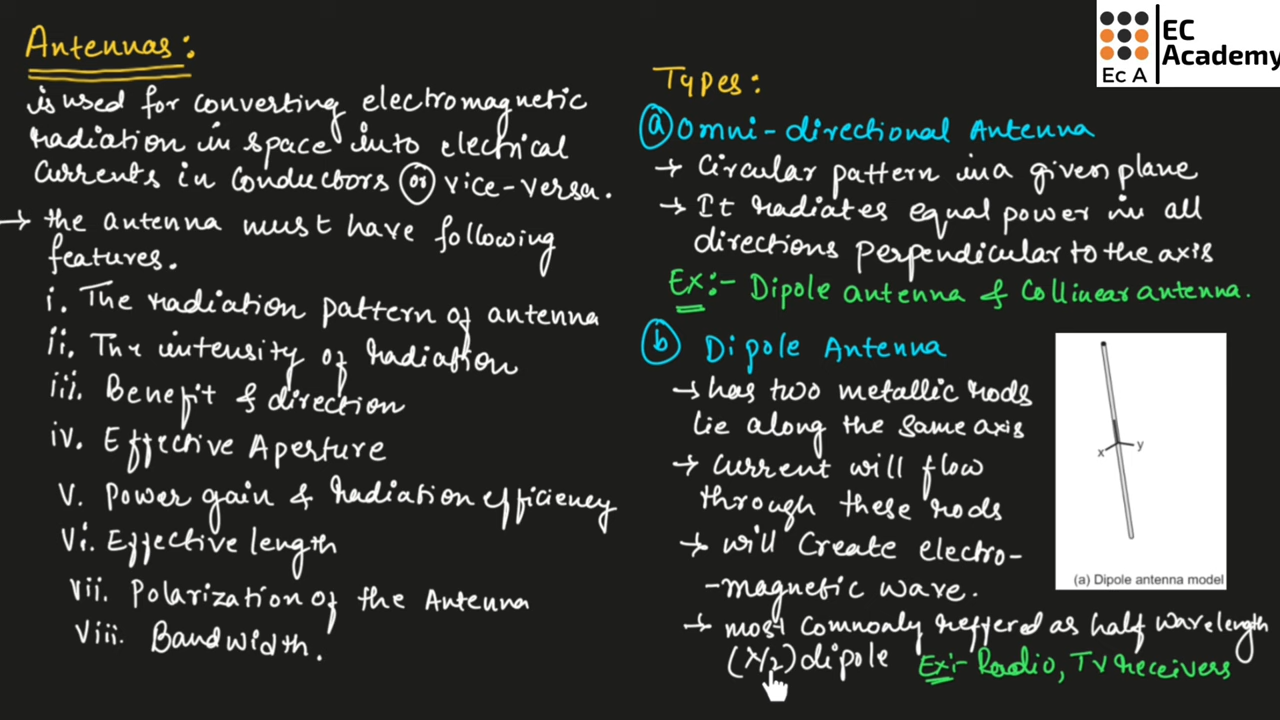 Antennas:
is used for converting electromagnetic
radiation in space into electrical
currents in conductors (or) vice-versa.
→ the antenna must have following
features.
i. The radiation pattern of antenna
ii. The intensity of radiation
iii. Benefit & direction
iv. Effective Aperture
v. Power gain & radiation efficiency
vi. Effective length
vii. Polarization of the Antenna
viii. Bandwidth.
EC
Academy
Ec A
Types:
(a) Omni-directional Antenna
→ Circular pattern in a given plane
→ It radiates equal power in all
directions perpendicular to the axis
Ex:- Dipole antenna & Collinear antenna.
(b) Dipole Antenna
→ has two metallic rods
lie along the same axis
→ current will flow
through these rods
→ will create electro-
-magnetic wave.
→ most commonly reffered as half wavelength
(λ/2) dipole Ex:- Radio, TV receivers
x y
(a) Dipole antenna model